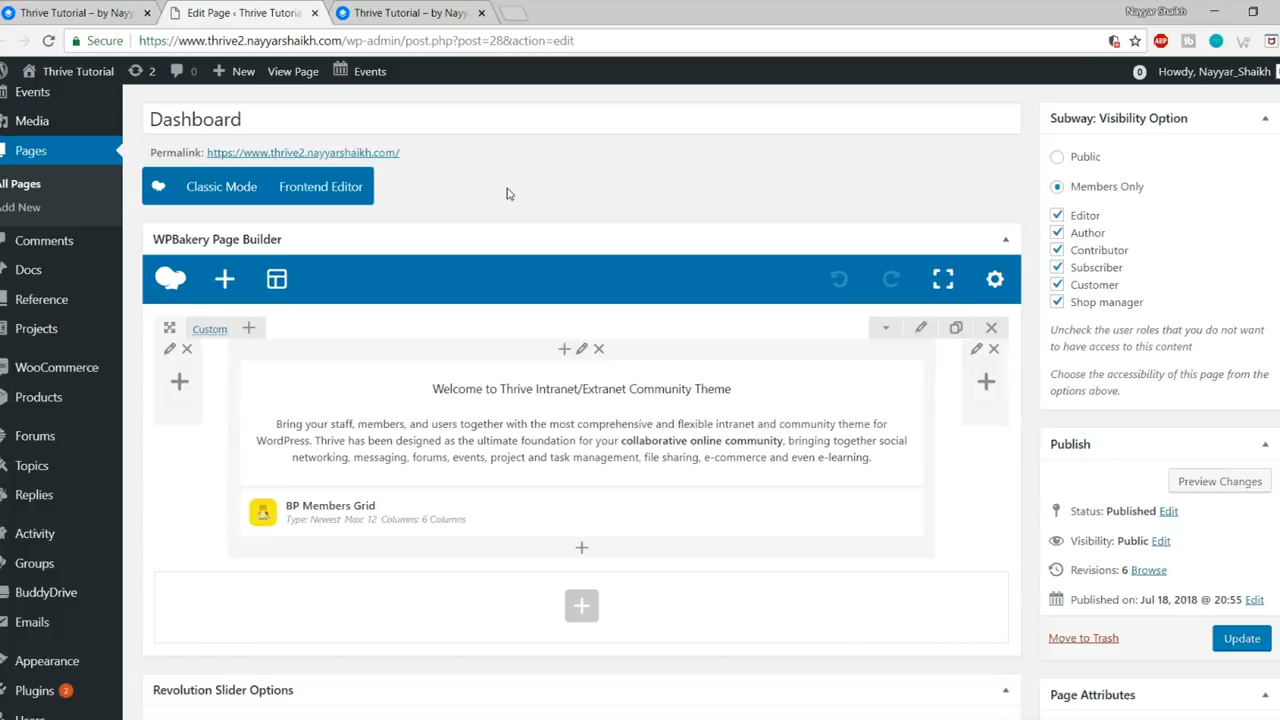 Thrive Tutorial – by Nayy
Edit Page ‹ Thrive Tutoria
Thrive Tutorial – by Nayy
Nayyar Shaikh
Secure
https://www.thrive2.nayyarshaikh.com/wp-admin/post.php?post=28&action=edit
Thrive Tutorial
2
0
New
View Page
Events
0
Howdy, Nayyar_Shaikh
Events
Media
Pages
All Pages
Add New
Comments
Docs
Reference
Projects
WooCommerce
Products
Forums
Topics
Replies
Activity
Groups
BuddyDrive
Emails
Appearance
Plugins 2
Dashboard
Permalink: https://www.thrive2.nayyarshaikh.com/
Classic Mode
Frontend Editor
WPBakery Page Builder
Custom
Welcome to Thrive Intranet/Extranet Community Theme
Bring your staff, members, and users together with the most comprehensive and flexible intranet and community theme for
WordPress. Thrive has been designed as the ultimate foundation for your collaborative online community, bringing together social
networking, messaging, forums, events, project and task management, file sharing, e-commerce and even e-learning.
BP Members Grid
Type: Newest Max: 12 Columns: 6 Columns
Revolution Slider Options
Subway: Visibility Option
Public
Members Only
Editor
Author
Contributor
Subscriber
Customer
Shop manager
Uncheck the user roles that you do not want
to have access to this content
Choose the accessibility of this page from the
options above.
Publish
Preview Changes
Status: Published Edit
Visibility: Public Edit
Revisions: 6 Browse
Published on: Jul 18, 2018 @ 20:55 Edit
Move to Trash
Update
Page Attributes